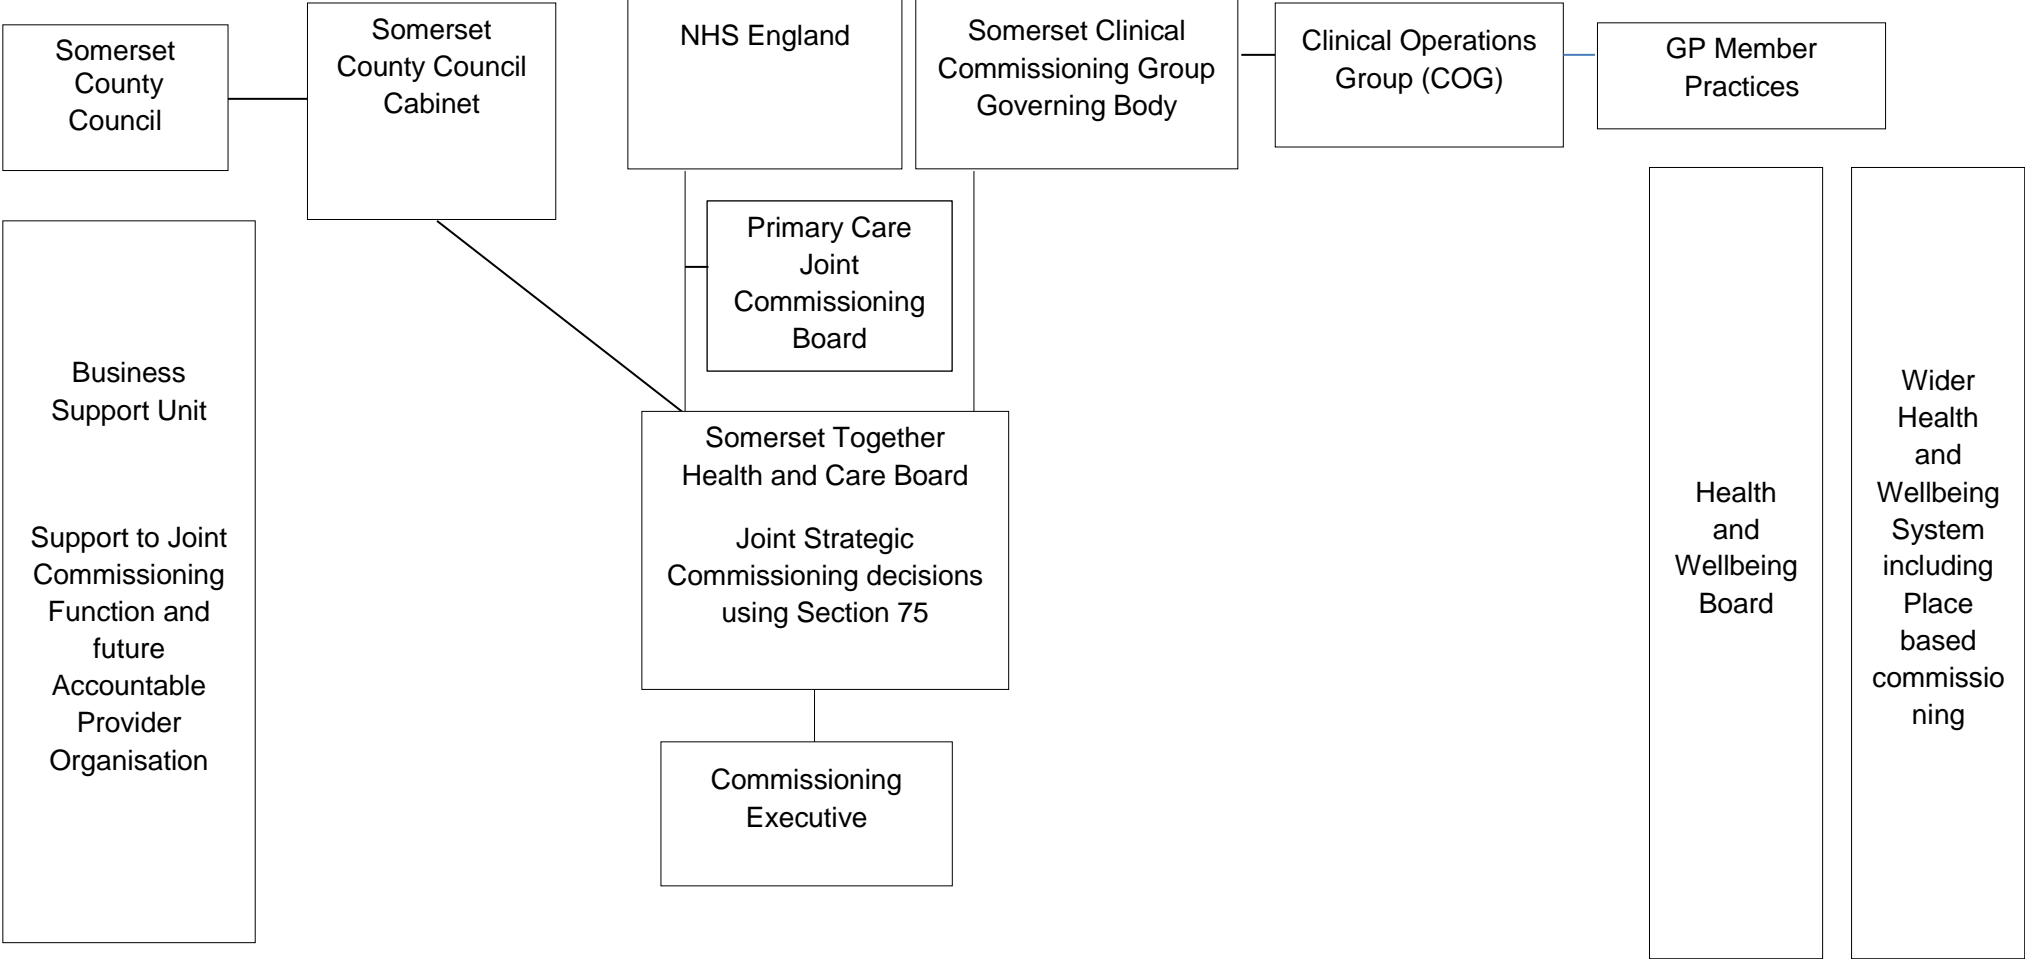 Somerset
County
Council
Somerset
County Council
Cabinet
NHS England
Somerset Clinical
Commissioning Group
Governing Body
Clinical Operations
Group (COG)
GP Member
Practices
Primary Care
Joint
Commissioning
Board
Business
Support Unit
Support to Joint
Commissioning
Function and
future
Accountable
Provider
Organisation
Somerset Together
Health and Care Board
Joint Strategic
Commissioning decisions
using Section 75
Commissioning
Executive
Health
and
Wellbeing
Board
Wider
Health
and
Wellbeing
System
including
Place
based
commissio
ning